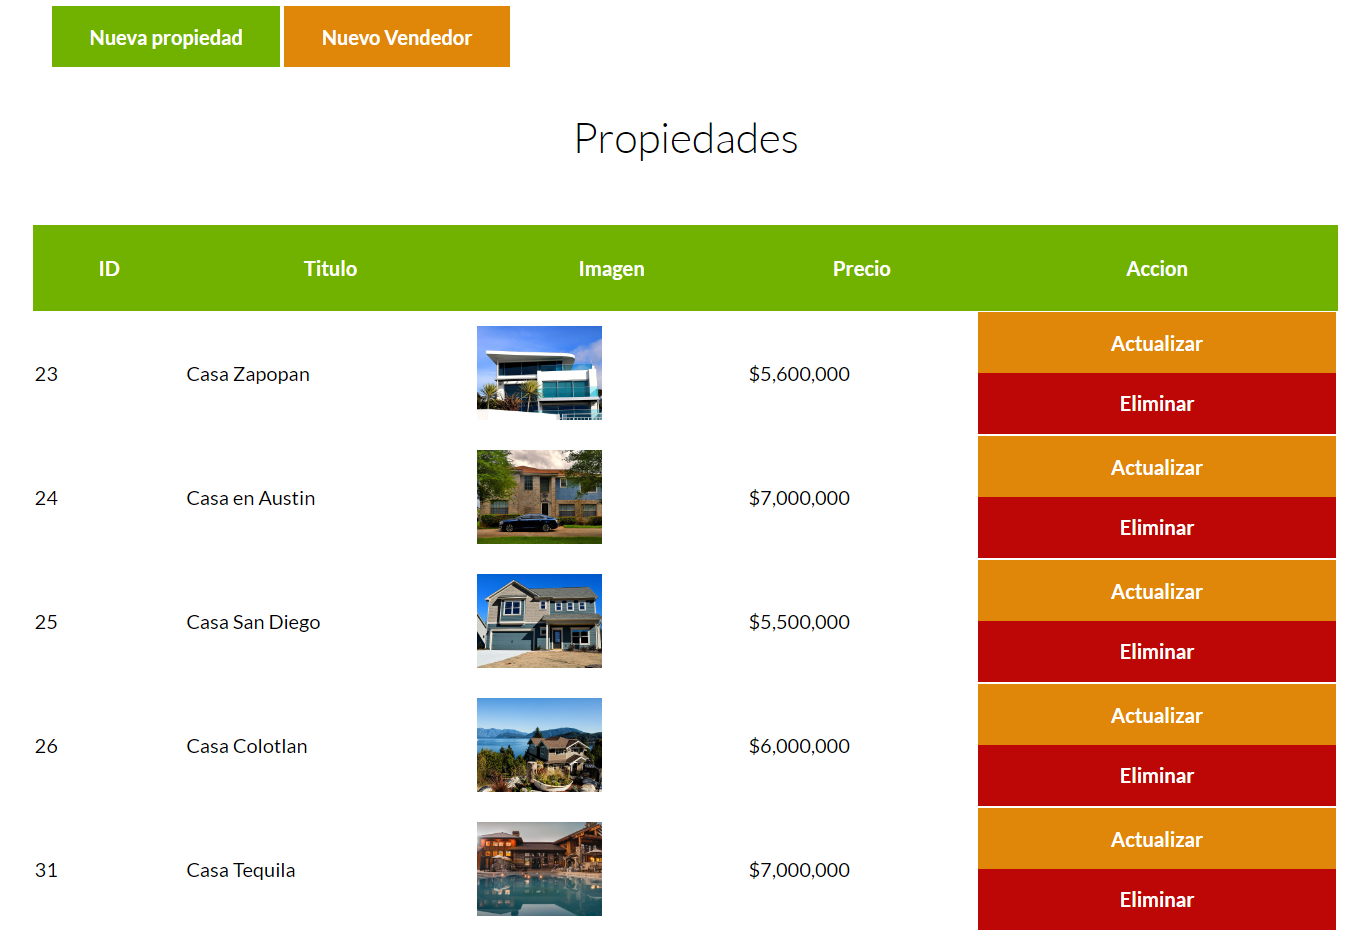 Nueva propiedad Nuevo Vendedor
Propiedades
ID Titulo Imagen Precio Accion
23 Casa Zapopan $5,600,000 Actualizar
Eliminar
24 Casa en Austin $7,000,000 Actualizar
Eliminar
25 Casa San Diego $5,500,000 Actualizar
Eliminar
26 Casa Colotlan $6,000,000 Actualizar
Eliminar
31 Casa Tequila $7,000,000 Actualizar
Eliminar